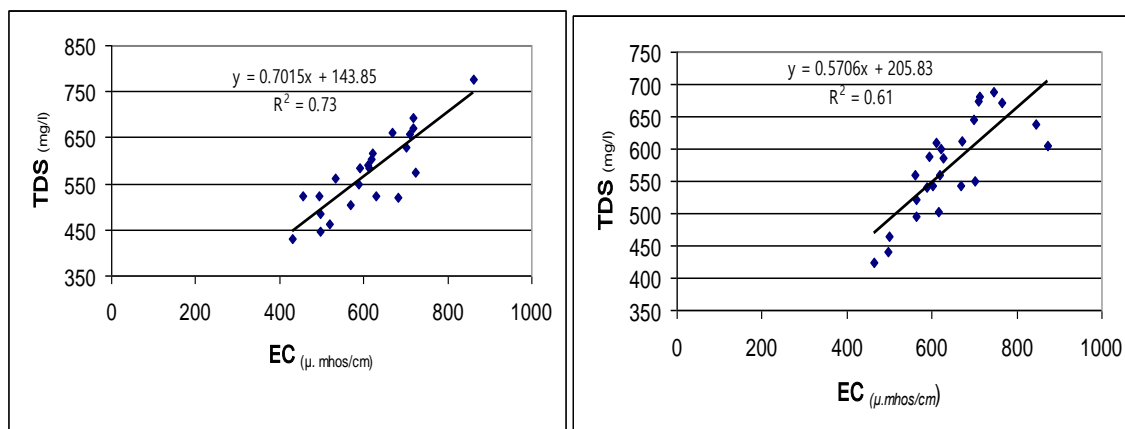 850
750
650
550
450
350
TDS (mg/l)
y = 0.7015x + 143.85
R² = 0.73
0 200 400 600 800 1000
EC (µ. mhos/cm)
750
700
650
600
550
500
450
400
350
TDS (mg/l)
y = 0.5706x + 205.83
R² = 0.61
0 200 400 600 800 1000
EC (µ.mhos/cm)